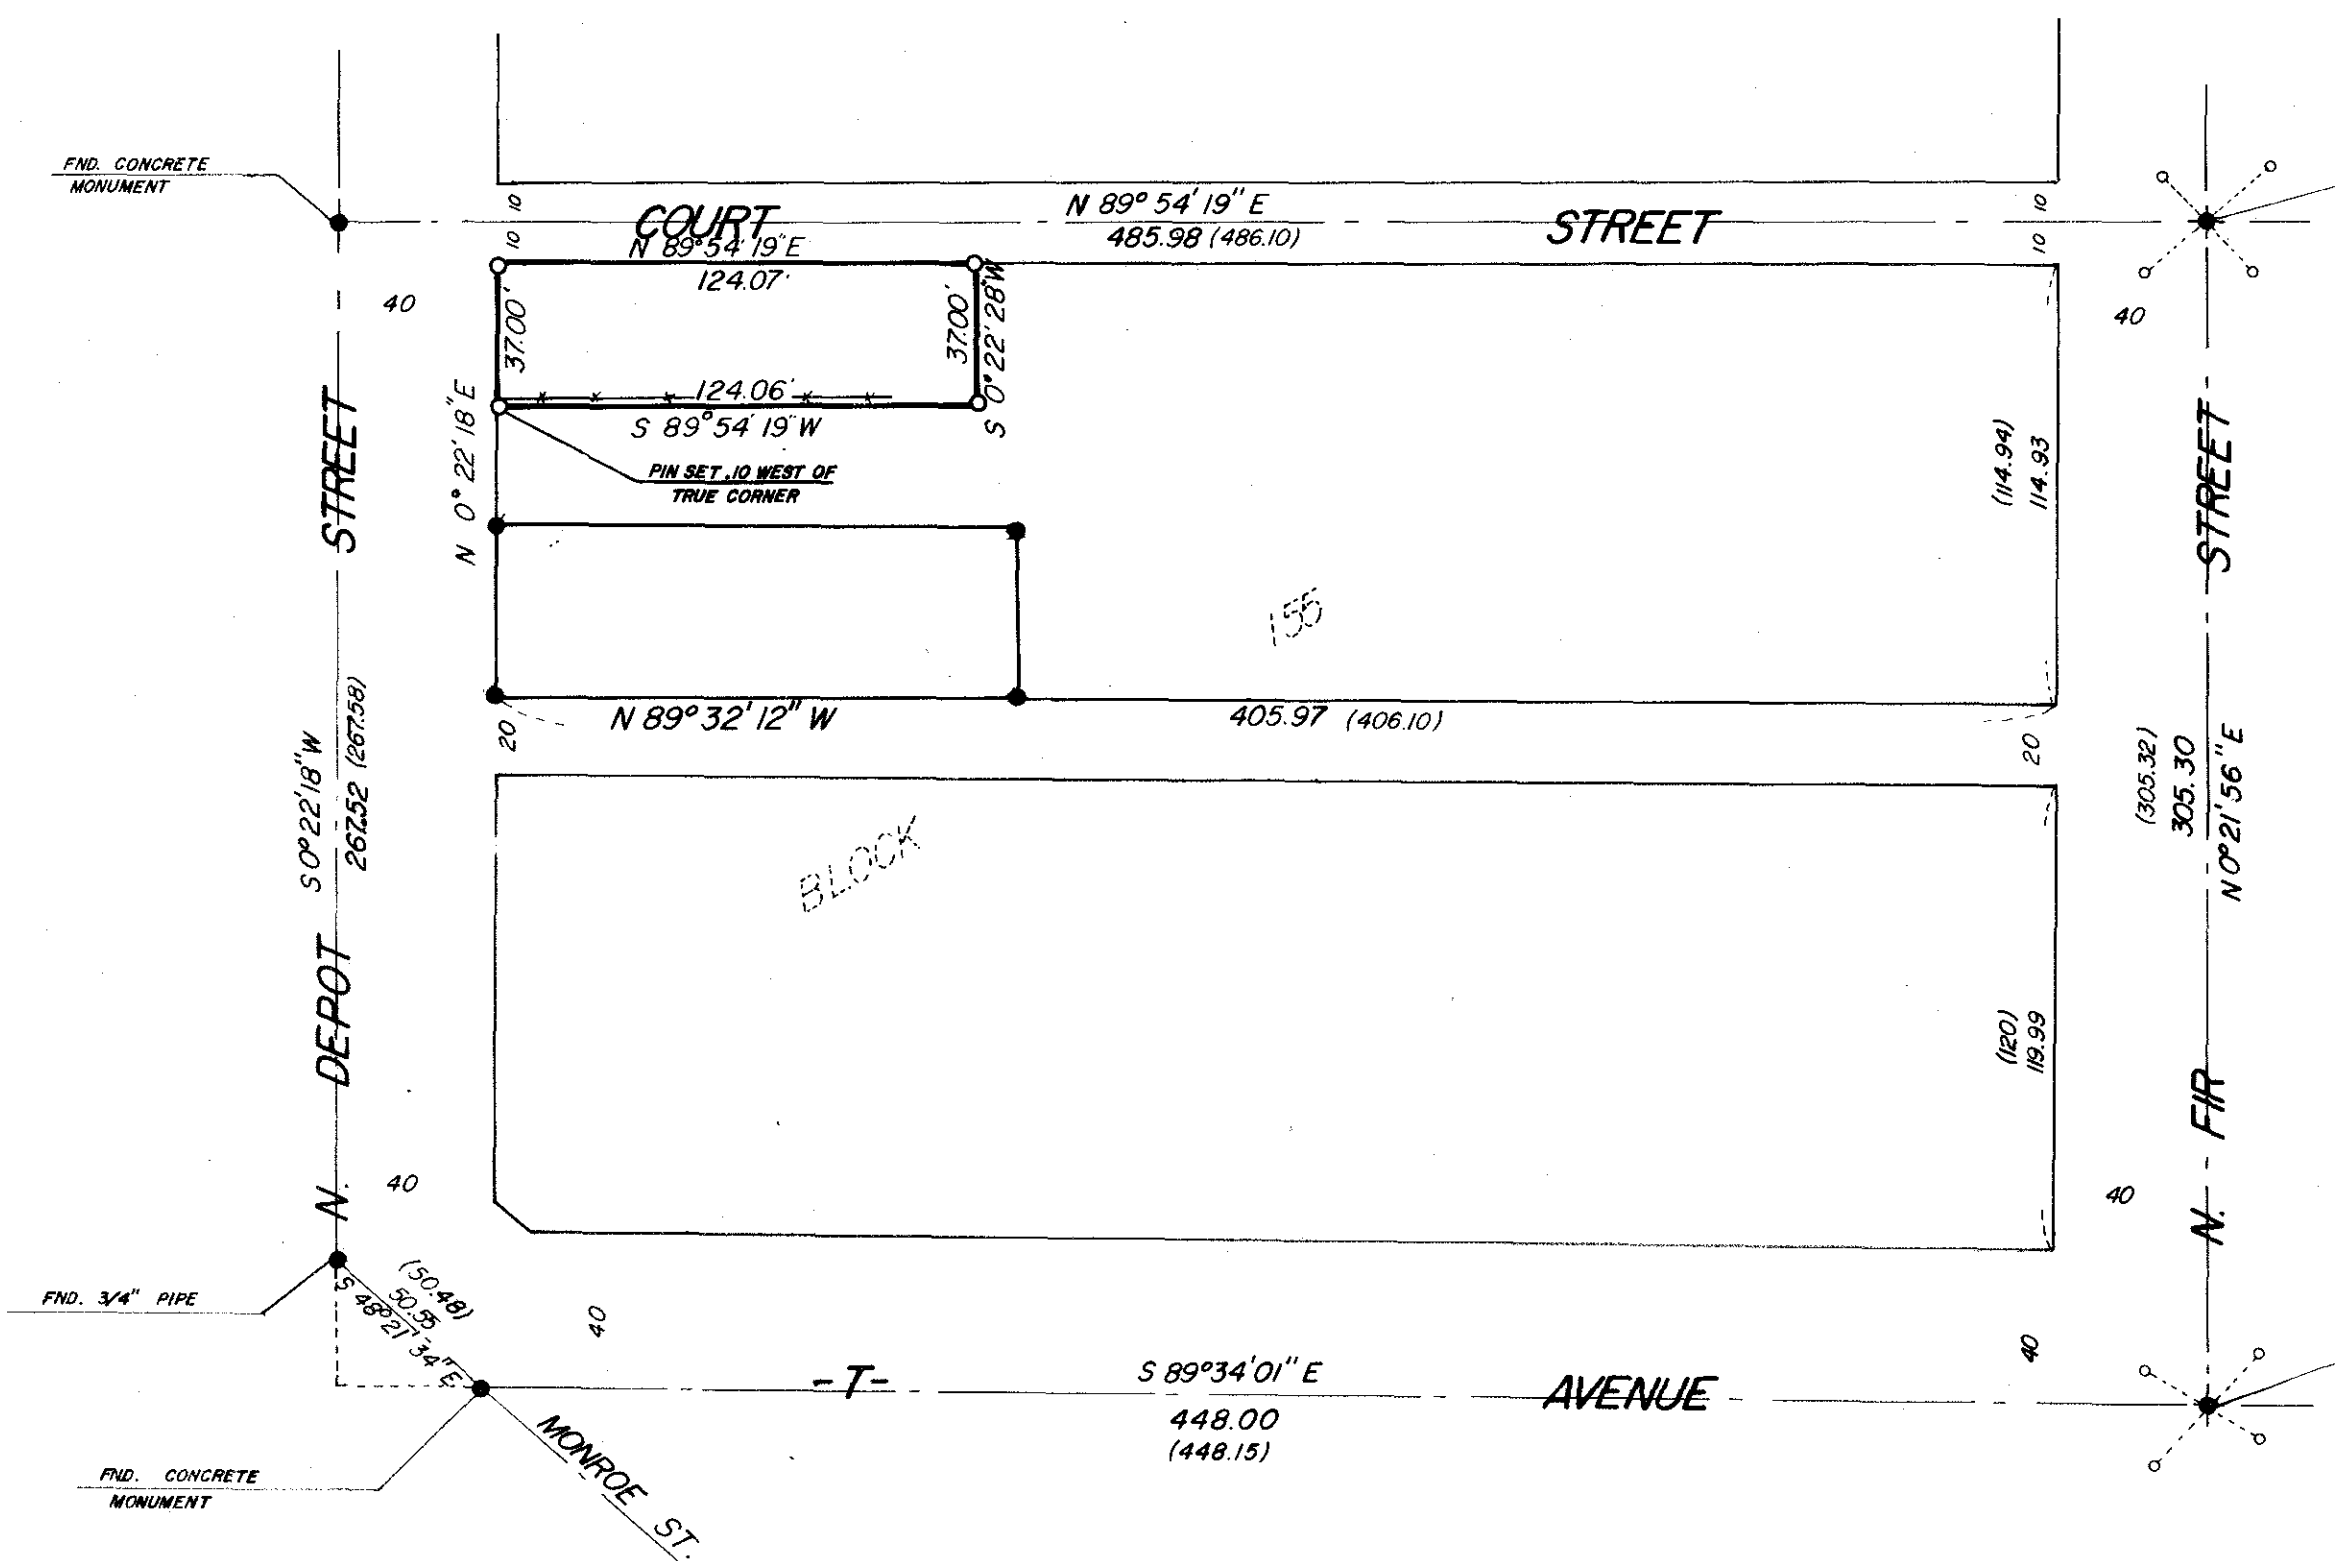 FND. CONCRETE
MONUMENT
10
10
COURT
STREET
N 89° 54' 19" E
485.98 (486.10)
10
10
N 89°54' 19"E
124.07'
40
37.00'
37.00'
S 0° 22' 28" W
40
124.06'
S 89°54' 19" W
N 0° 22' 18" E
PIN SET .10 WEST OF
TRUE CORNER
(114.94)
114.93
155
N 89° 32' 12" W
405.97 (406.10)
20
20
S 0° 22' 18" W
267.52 (267.58)
(305.32)
305.30
N 0° 21' 56" E
BLOCK
N. DEPOT STREET
N. FIR STREET
(120)
119.99
40
40
FND. 3/4" PIPE
(50.48)
50.55
S 48°21' 34" E
40
40
-T-
AVENUE
S 89°34'01" E
448.00
(448.15)
FND. CONCRETE
MONUMENT
MONROE ST.